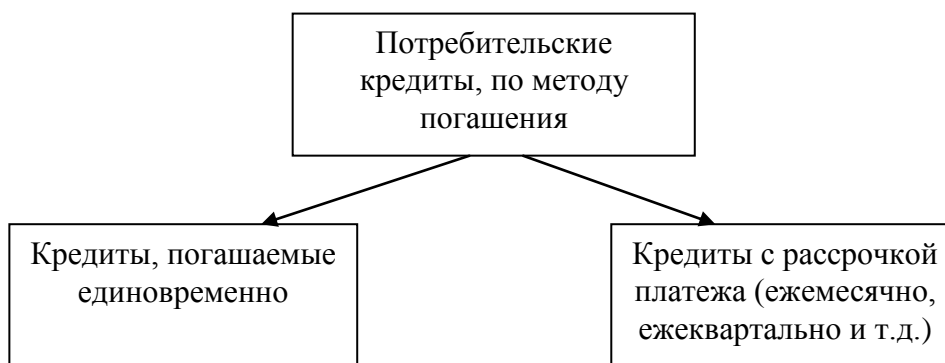 Потребительские
кредиты, по методу
погашения
Кредиты, погашаемые
единовременно
Кредиты с рассрочкой
платежа (ежемесячно,
ежеквартально и т.д.)